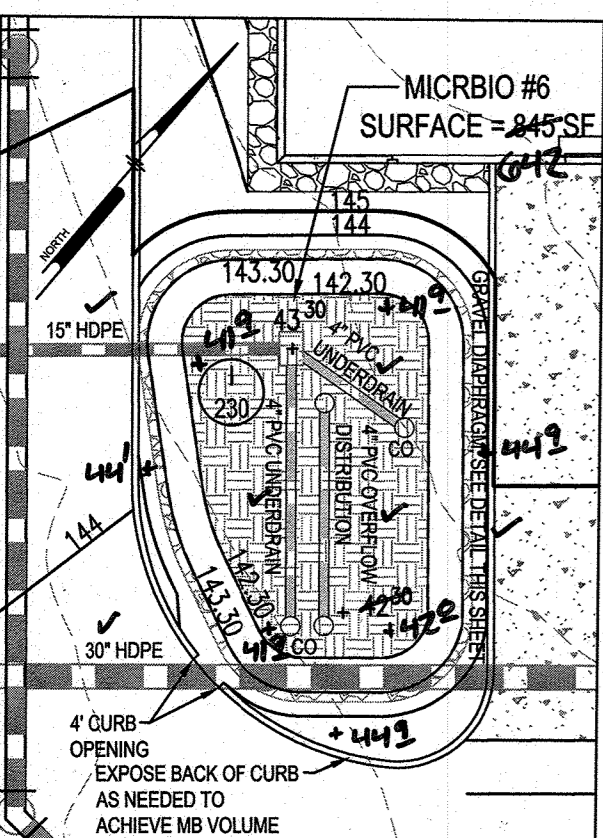 MICRBIO #6
SURFACE = 845 SF
642
145
144
NORTH
143.30
142.30
41 9
43 30
+ 41 9
15" HDPE
4" PVC
UNDERDRAIN
GRAVEL DIAPHRAGM, SEE DETAIL THIS SHEET
I
230
CO
44 9
44 1
4" PVC UNDERDRAIN
DISTRIBUTION
4" PVC OVERFLOW
144
142.30
143.30
+ 42 00
+ 42 0
41 9
CO
30" HDPE
4' CURB
OPENING
+ 44 9
EXPOSE BACK OF CURB
AS NEEDED TO
ACHIEVE MB VOLUME